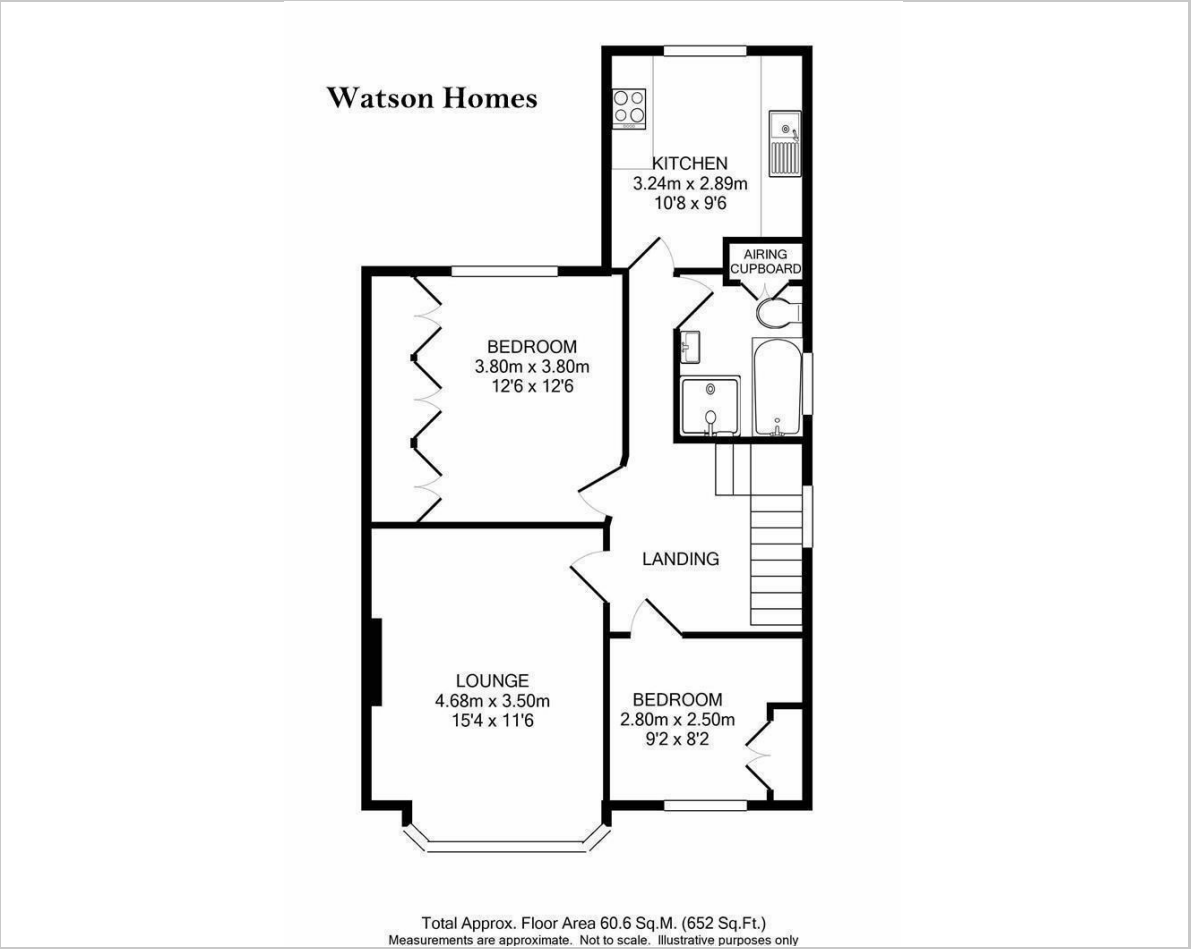 Watson Homes
KITCHEN
3.24m x 2.89m
10'8 x 9'6
AIRING
CUPBOARD
BEDROOM
3.80m x 3.80m
12'6 x 12'6
LANDING
LOUNGE
4.68m x 3.50m
15'4 x 11'6
BEDROOM
2.80m x 2.50m
9'2 x 8'2
Total Approx. Floor Area 60.6 Sq.M. (652 Sq.Ft.)
Measurements are approximate. Not to scale. Illustrative purposes only